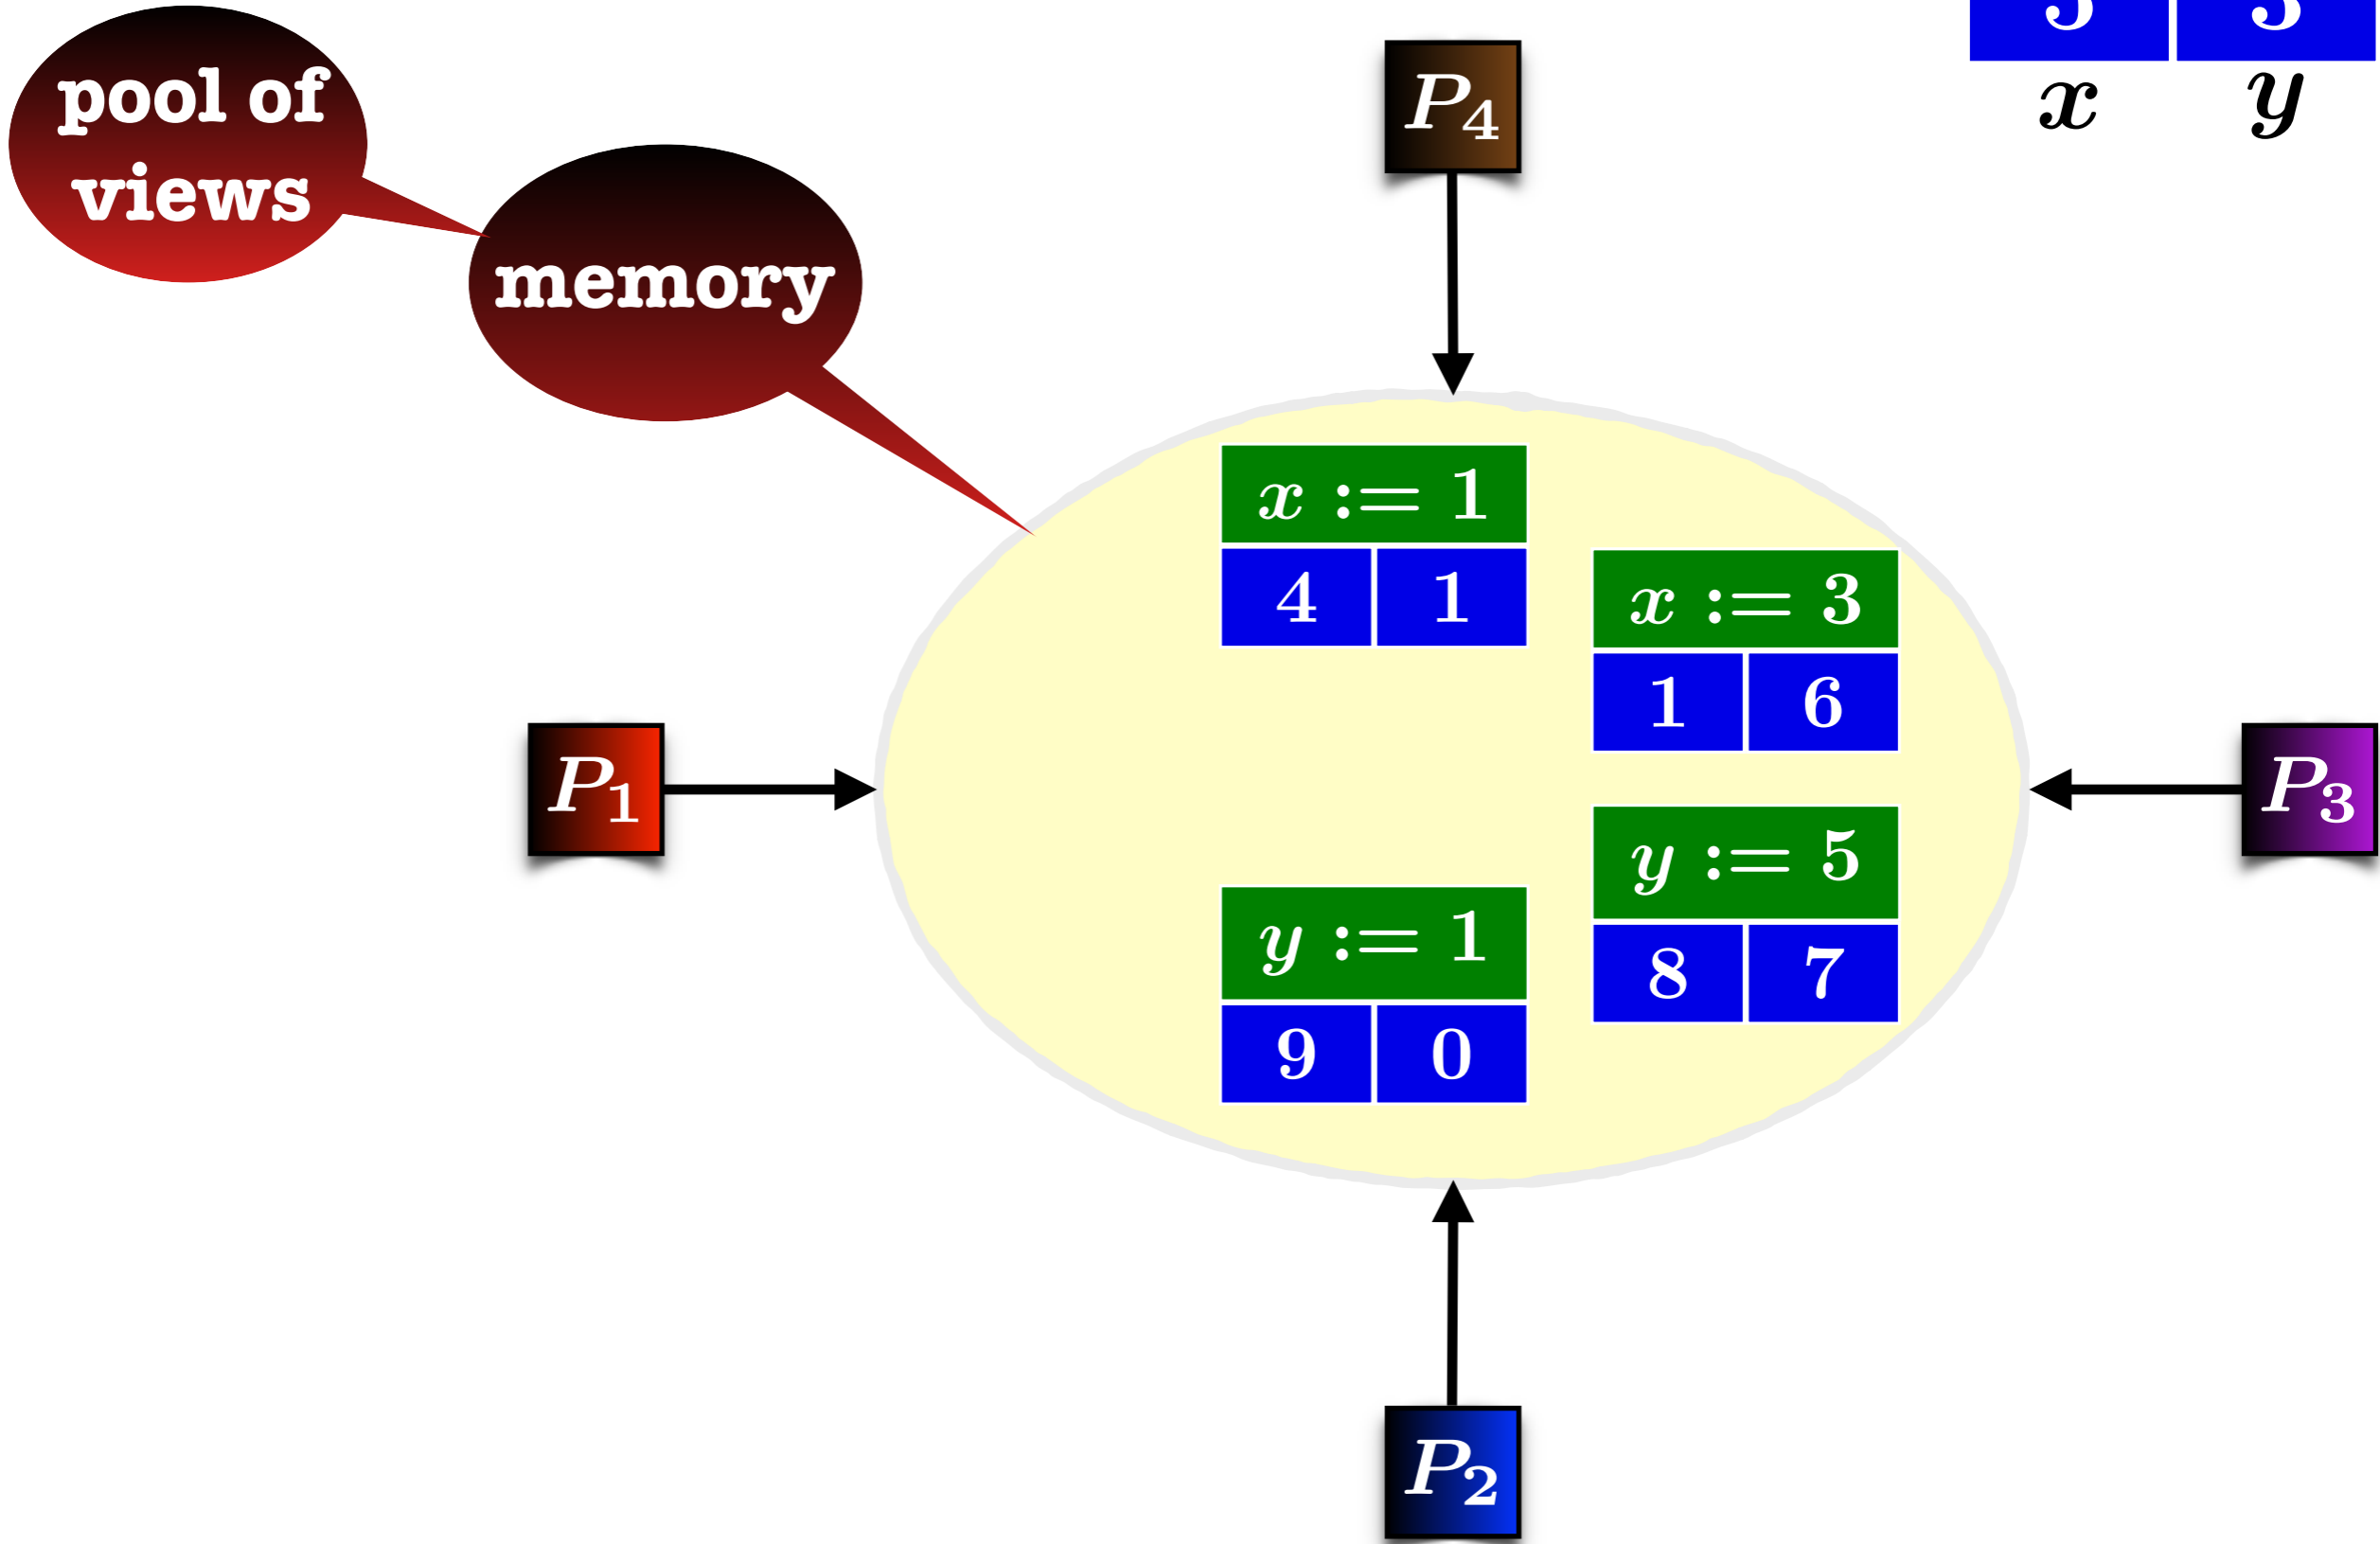 pool of
views
memory
P4
x y
x := 1
4 1
x := 3
1 6
P1
P3
y := 5
8 7
y := 1
9 0
P2